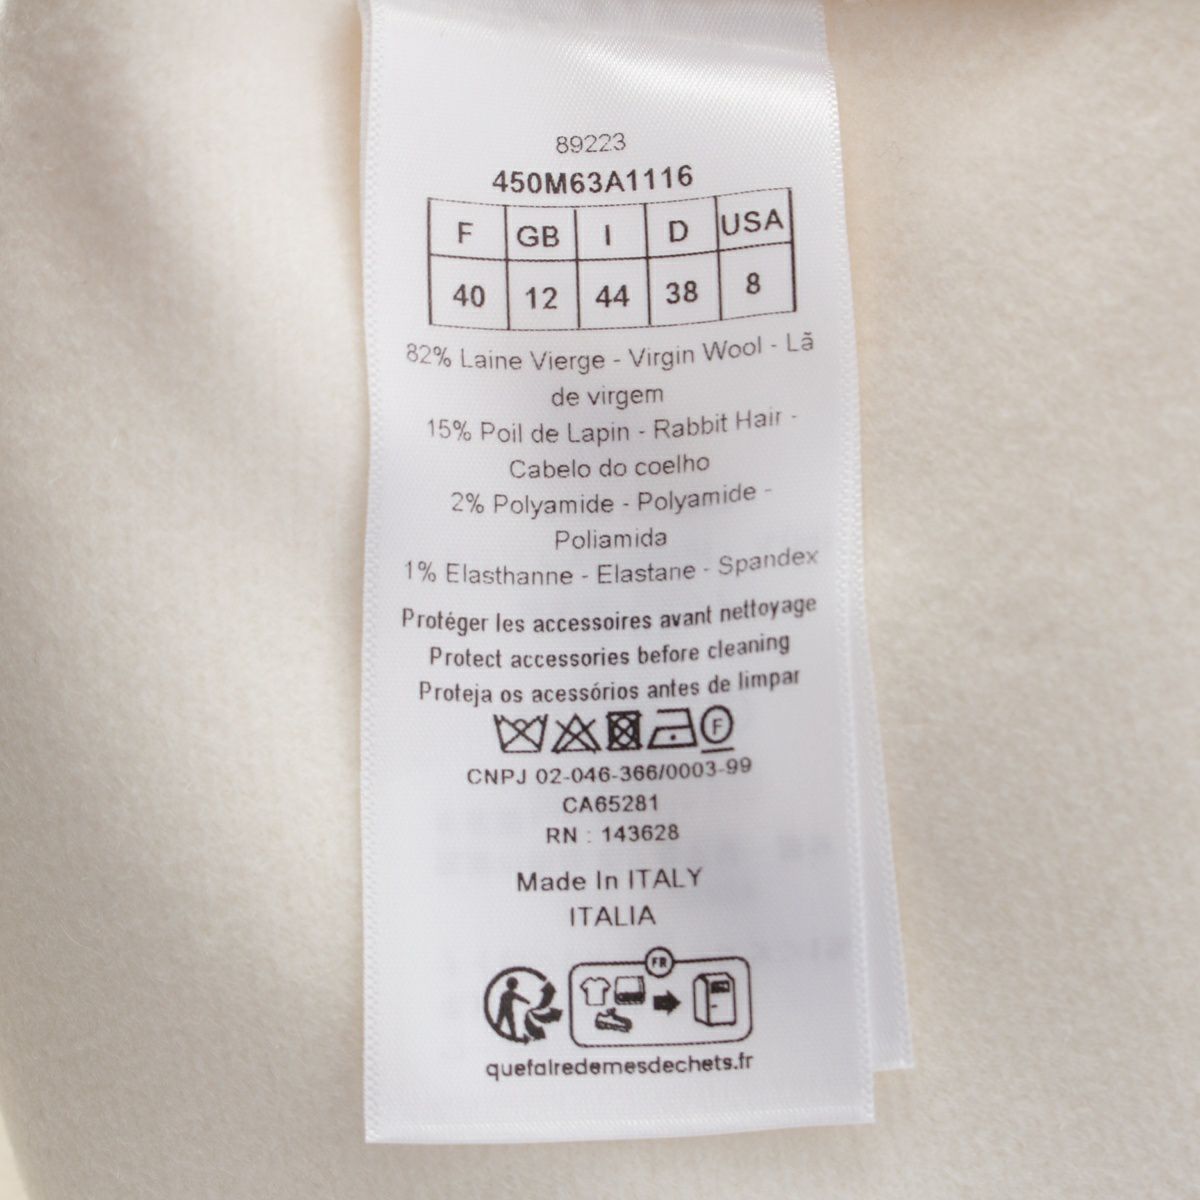 89223
450M63A1116
F GB I D USA
40 12 44 38 8
82% Laine Vierge - Virgin Wool - Lã
de virgem
15% Poil de Lapin - Rabbit Hair -
Cabelo do coelho
2% Polyamide - Polyamide -
Poliamida
1% Elasthanne - Elastane - Spandex
Protéger les accessoires avant nettoyage
Protect accessories before cleaning
Proteja os acessórios antes de limpar
F
CNPJ 02-046-366/0003-99
CA65281
RN : 143628
Made In ITALY
ITALIA
FR
quefairedemesdechets.fr